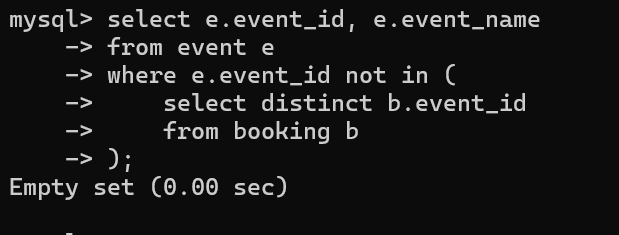 mysql> select e.event_id, e.event_name
    -> from event e
    -> where e.event_id not in (
    ->     select distinct b.event_id
    ->     from booking b
    -> );
Empty set (0.00 sec)